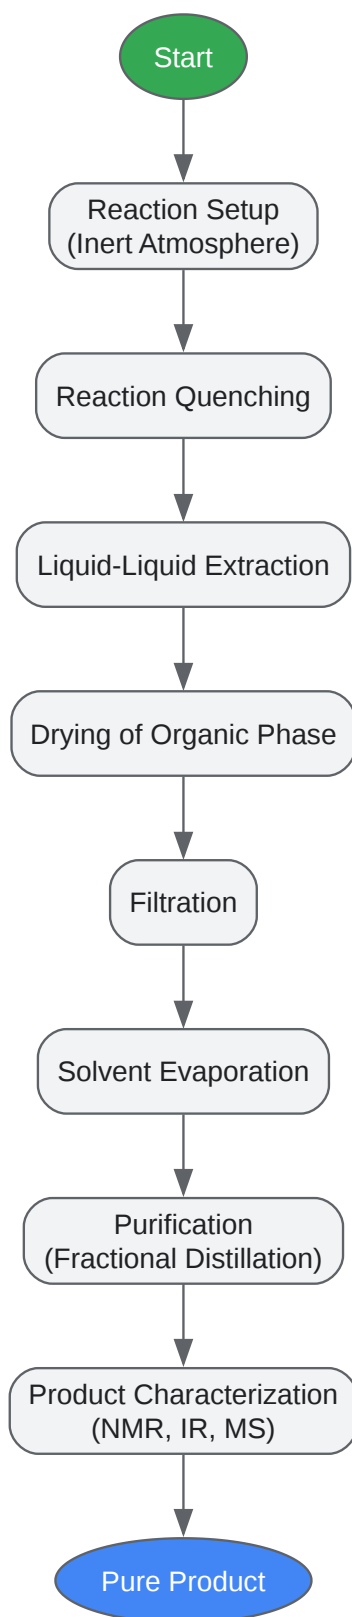 Start
Reaction Setup
(Inert Atmosphere)
Reaction Quenching
Liquid-Liquid Extraction
Drying of Organic Phase
Filtration
Solvent Evaporation
Purification
(Fractional Distillation)
Product Characterization
(NMR, IR, MS)
Pure Product